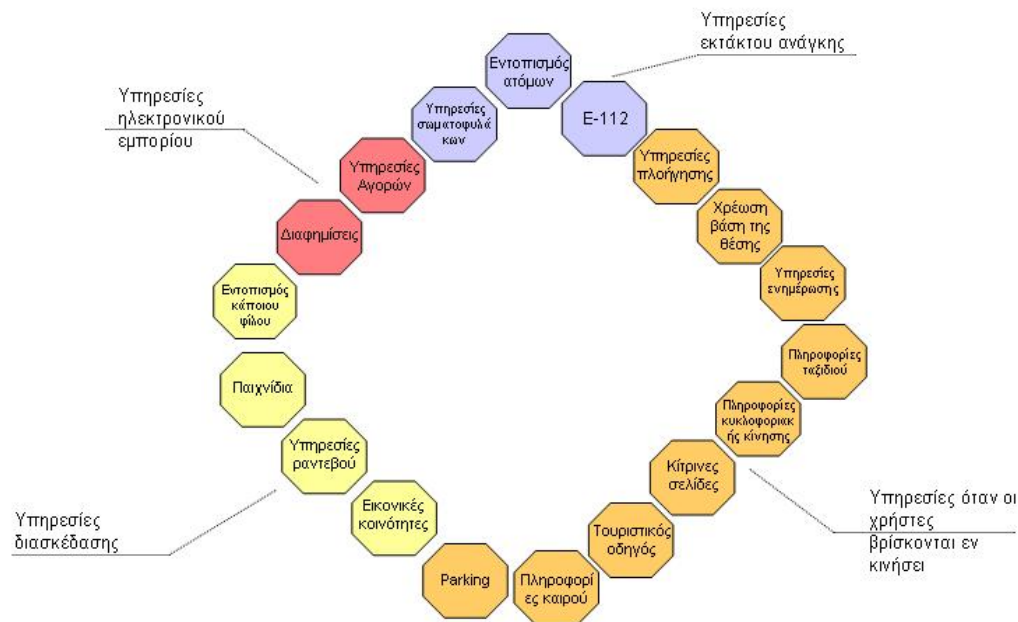 Υπηρεσίες
εκτάκτου ανάγκης
Εντοπισμός
ατόμων
Υπηρεσίες
ηλεκτρονικού
εμπορίου
Υπηρεσίες
σωματοφυλά
κων
E-112
Υπηρεσίες
πλοήγησης
Υπηρεσίες
Αγορών
Χρέωση
βάση της
θέσης
Διαφημίσεις
Υπηρεσίες
ενημέρωσης
Εντοπισμός
κάποιου
φίλου
Πληροφορίες
ταξιδιού
Παιχνίδια
Πληροφορίες
κυκλοφοριακ
ής κίνησης
Υπηρεσίες
ραντεβού
Κίτρινες
σελίδες
Εικονικές
κοινότητες
Τουριστικός
οδηγός
Υπηρεσίες
διασκέδασης
Υπηρεσίες όταν οι
χρήστες
βρίσκονται εν
κινήσει
Parking
Πληροφορί
ες καιρού